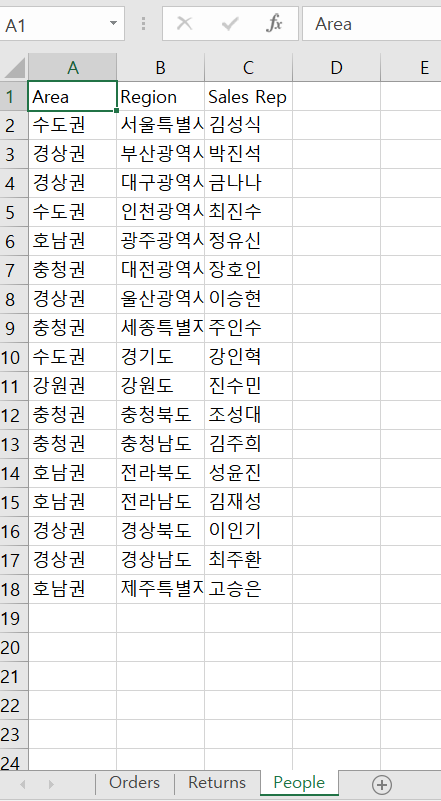 A1 fx Area
A B C D E
1 Area Region Sales Rep
2 수도권 서울특별시 김성식
3 경상권 부산광역시 박진석
4 경상권 대구광역시 금나나
5 수도권 인천광역시 최진수
6 호남권 광주광역시 정유신
7 충청권 대전광역시 장호인
8 경상권 울산광역시 이승현
9 충청권 세종특별자 주인수
10 수도권 경기도 강인혁
11 강원권 강원도 진수민
12 충청권 충청북도 조성대
13 충청권 충청남도 김주희
14 호남권 전라북도 성윤진
15 호남권 전라남도 김재성
16 경상권 경상북도 이인기
17 경상권 경상남도 최주환
18 호남권 제주특별자 고승은
19
20
21
22
23
24
Orders Returns People